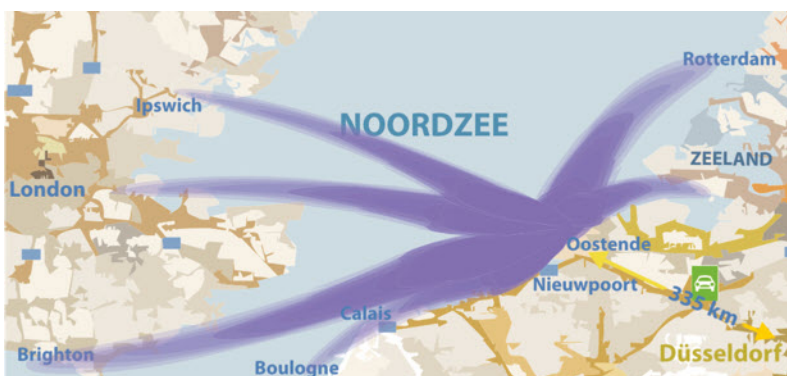 Rotterdam
Ipswich
NOORDZEE
ZEELAND
London
Oostende
Nieuwpoort
335 km
Calais
Brighton
Boulogne
Düsseldorf